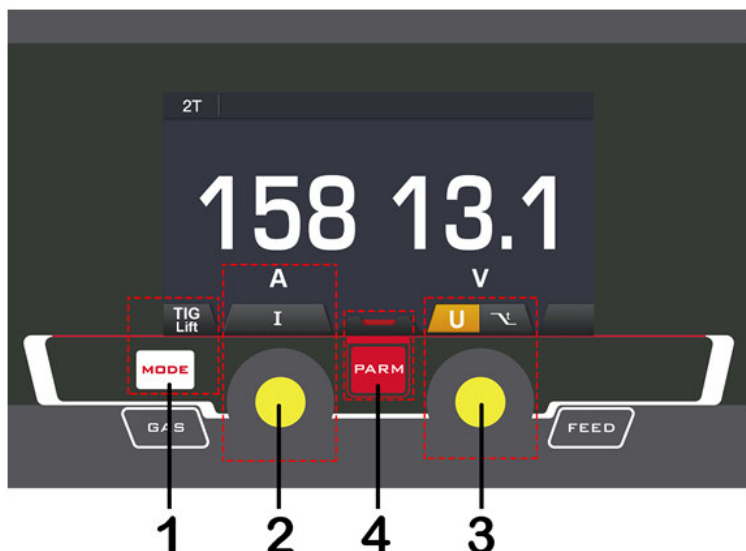 2T
158 13.1
A V
TIG
Lift
I
U
MODE
PARM
GAS
FEED
1 2 4 3